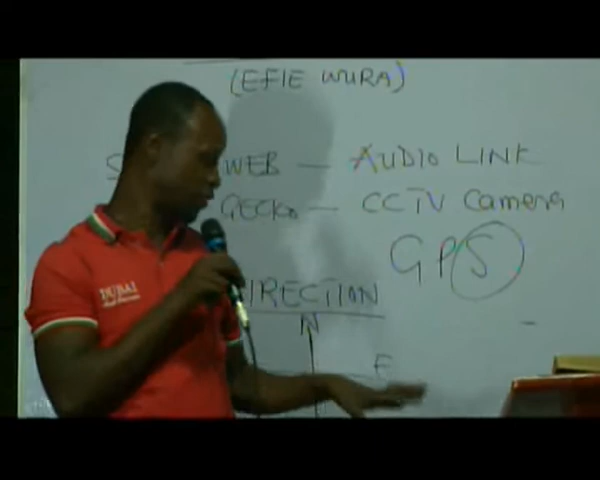 (EFIE WURA)
WEB — AUDIO LINK
GECKO — CCTV Camera
GPS
DIRECTION
N
E
DUBAI